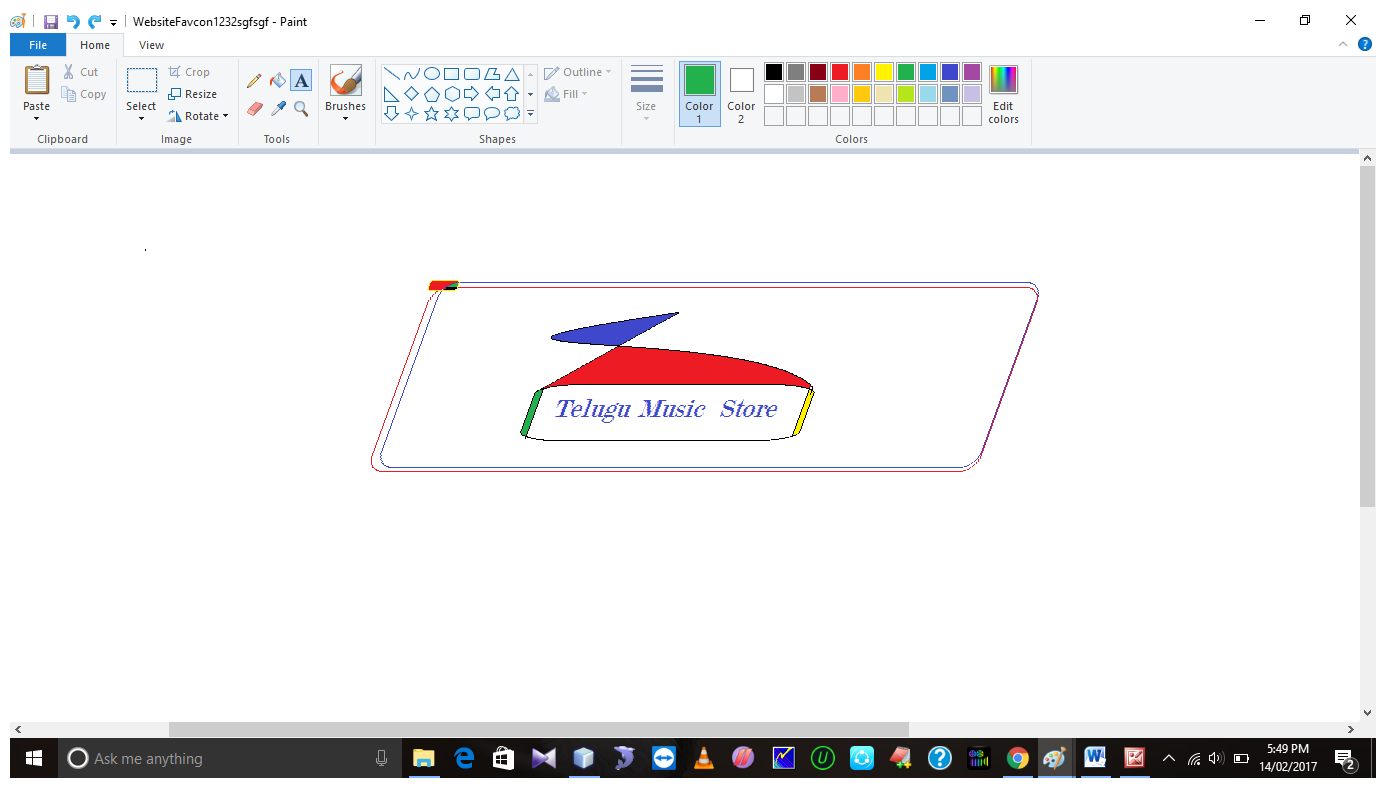 WebsiteFavcon1232sgfsgf - Paint
File Home View
Paste
Cut
Copy
Clipboard
Select
Crop
Resize
Rotate
Image
A
Tools
Brushes
Shapes
Outline
Fill
Size
Color 1
Color 2
Edit colors
Colors
Telugu Music Store
Ask me anything
5:49 PM
14/02/2017
2